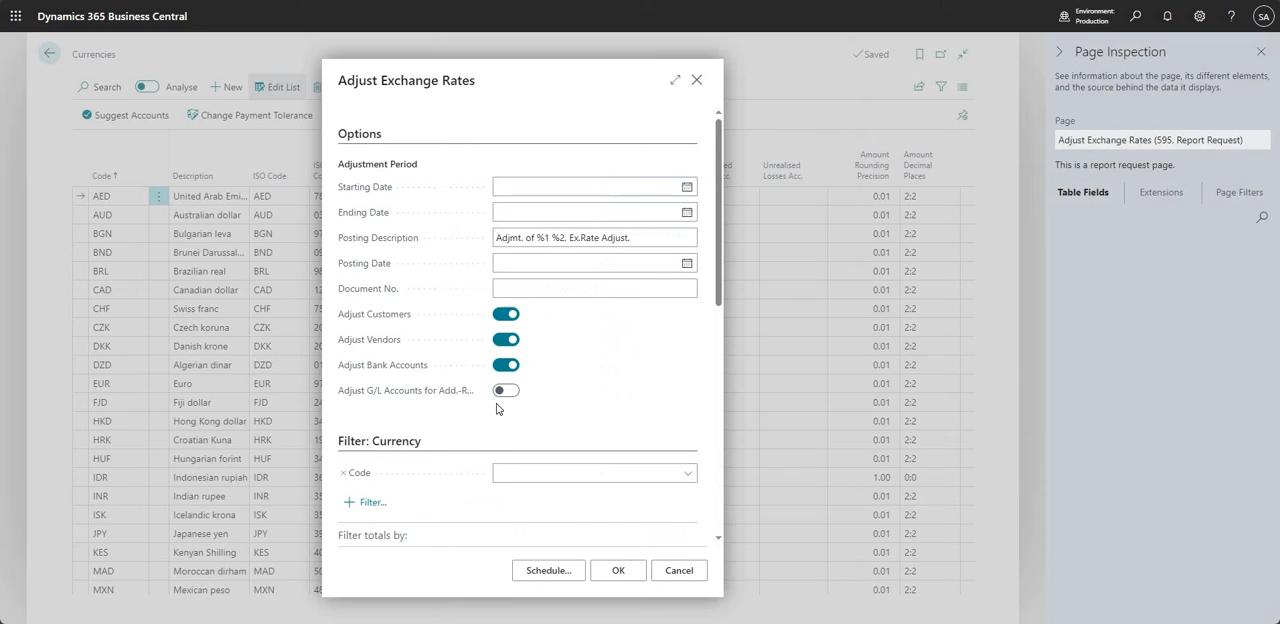 Dynamics 365 Business Central
Environment:
Production
SA
Currencies
Saved
Search
Analyse
New
Edit List
Suggest Accounts
Change Payment Tolerance
Code
Description
ISO Code
Unrealised
Losses Acc.
Amount
Rounding
Precision
Amount
Decimal
Places
AED United Arab Emi... AED 0.01 2:2
AUD Australian dollar AUD 0.01 2:2
BGN Bulgarian leva BGN 0.01 2:2
BND Brunei Darussal... BND 0.01 2:2
BRL Brazilian real BRL 0.01 2:2
CAD Canadian dollar CAD 0.01 2:2
CHF Swiss franc CHF 0.01 2:2
CZK Czech koruna CZK 0.01 2:2
DKK Danish krone DKK 0.01 2:2
DZD Algerian dinar DZD 0.01 2:2
EUR Euro EUR 0.01 2:2
FJD Fiji dollar FJD 0.01 2:2
HKD Hong Kong dollar HKD 0.01 2:2
HRK Croatian Kuna HRK 0.01 2:2
HUF Hungarian forint HUF 0.01 2:2
IDR Indonesian rupiah IDR 1.00 0:0
INR Indian rupee INR 0.01 2:2
ISK Icelandic krona ISK 0.01 2:2
JPY Japanese yen JPY 0.01 2:2
KES Kenyan Shilling KES 0.01 2:2
MAD Moroccan dirham MAD 0.01 2:2
MXN Mexican peso MXN 0.01 2:2
Adjust Exchange Rates
Options
Adjustment Period
Starting Date
Ending Date
Posting Description Adjmt. of %1 %2, Ex.Rate Adjust.
Posting Date
Document No.
Adjust Customers
Adjust Vendors
Adjust Bank Accounts
Adjust G/L Accounts for Add.-R...
Filter: Currency
Code
Filter...
Filter totals by:
Schedule...
OK
Cancel
Page Inspection
See information about the page, its different elements,
and the source behind the data it displays.
Page
Adjust Exchange Rates (595, Report Request)
This is a report request page.
Table Fields
Extensions
Page Filters